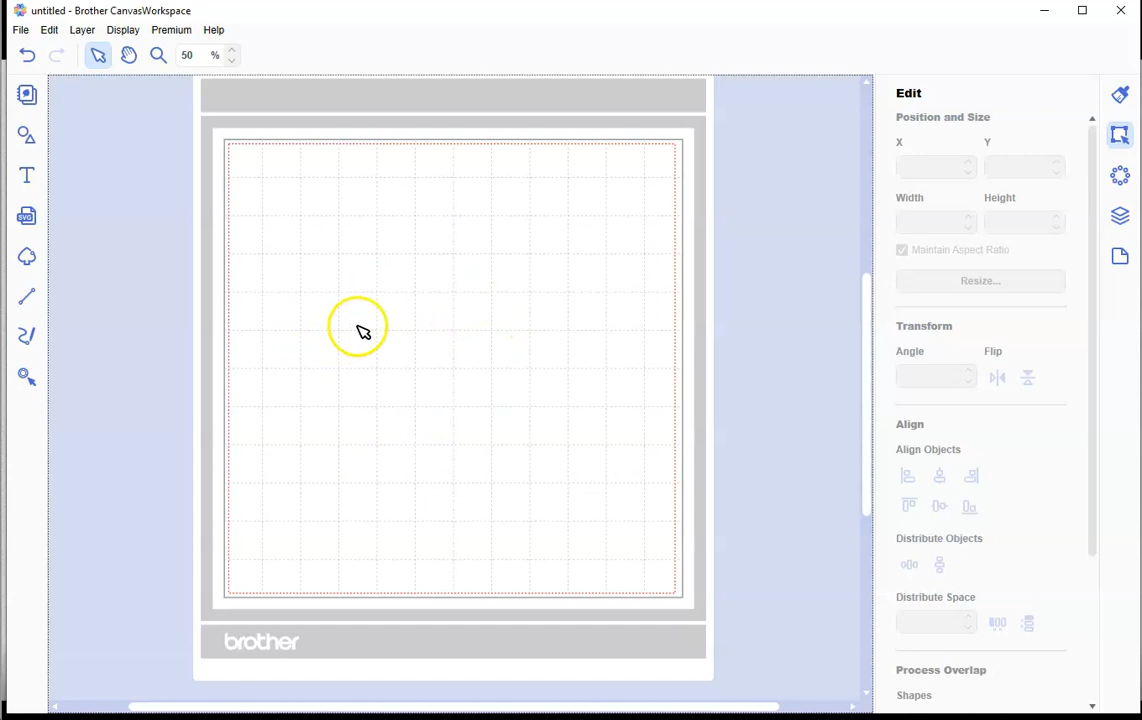 untitled - Brother CanvasWorkspace
File Edit Layer Display Premium Help
50 %
T
SVG
brother
Edit
Position and Size
X Y
Width Height
Maintain Aspect Ratio
Resize...
Transform
Angle Flip
Align
Align Objects
Distribute Objects
Distribute Space
Process Overlap
Shapes